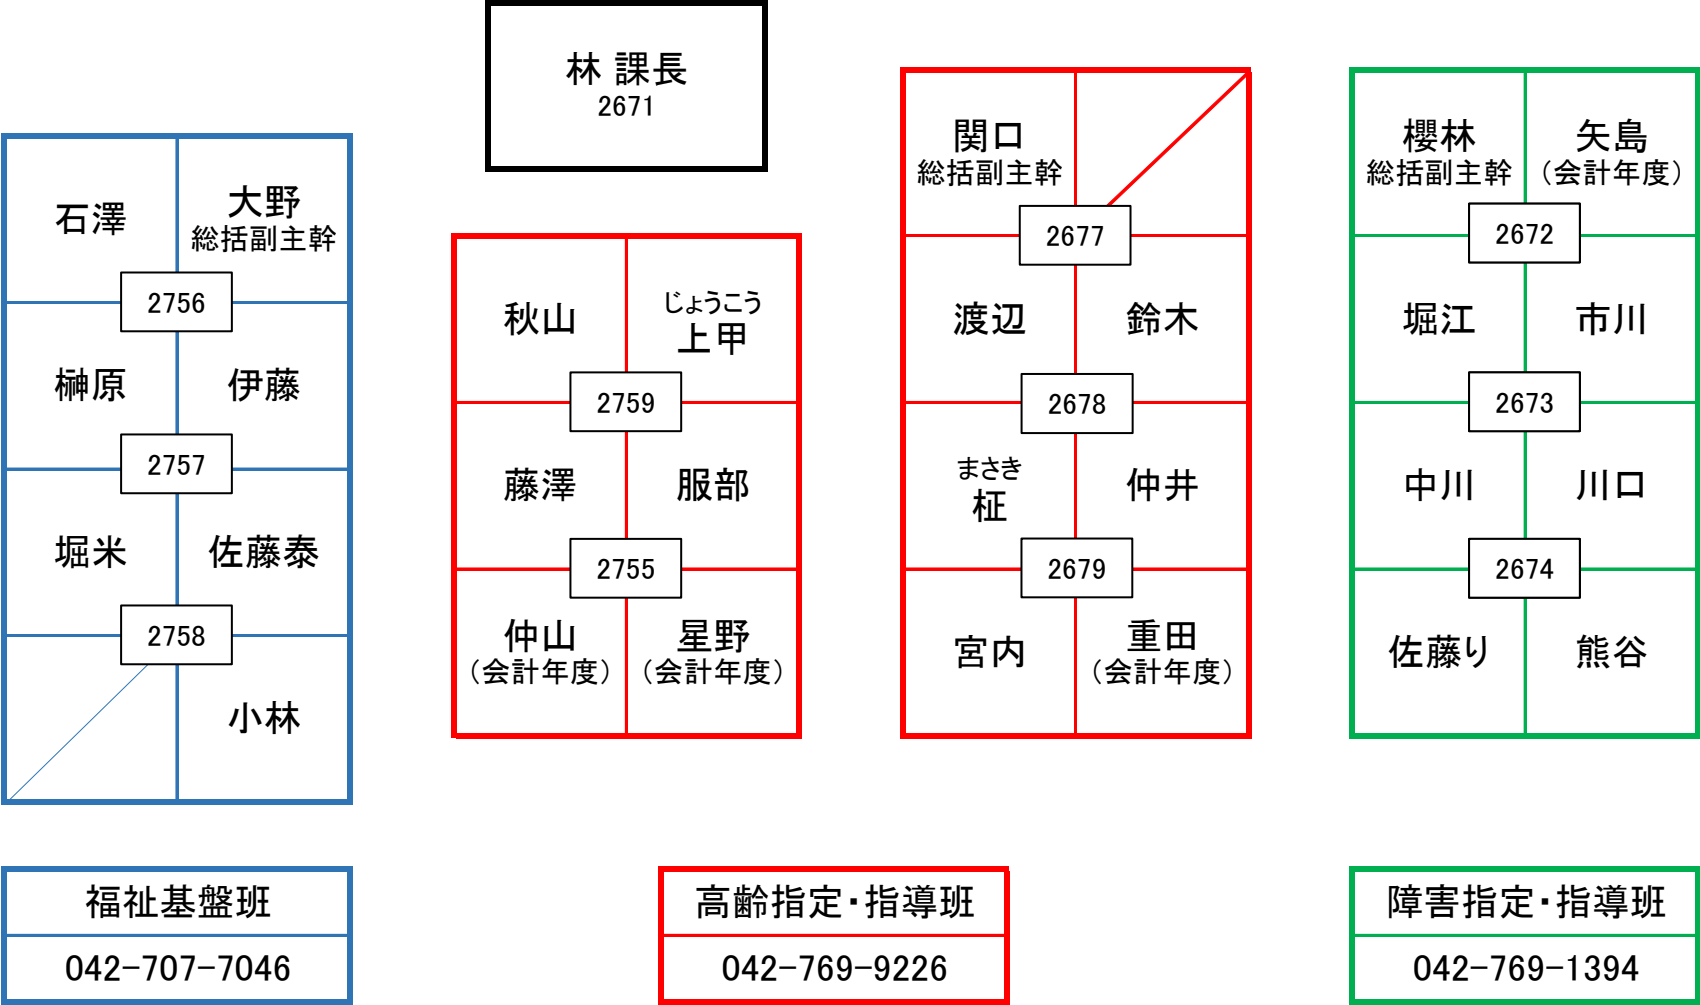 林 課長
2671
石澤
大野
総括副主幹
2756
榊原
伊藤
2757
堀米
佐藤泰
2758
小林
秋山
じょうこう
上甲
2759
藤澤
服部
2755
仲山
(会計年度)
星野
(会計年度)
関口
総括副主幹
2677
渡辺
鈴木
2678
まさき
柾
仲井
2679
宮内
重田
(会計年度)
櫻林
総括副主幹
矢島
(会計年度)
2672
堀江
市川
2673
中川
川口
2674
佐藤り
熊谷
福祉基盤班
042-707-7046
高齢指定・指導班
042-769-9226
障害指定・指導班
042-769-1394